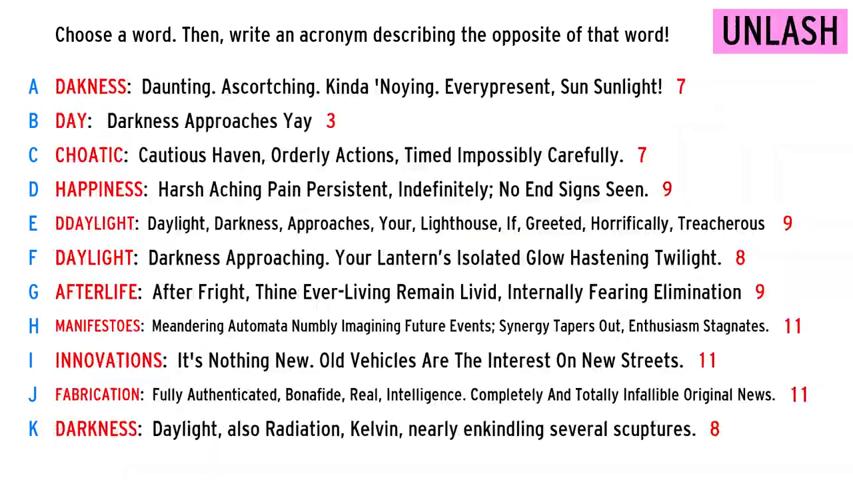 Choose a word. Then, write an acronym describing the opposite of that word!
UNLASH
A DAKNESS: Daunting. Ascortching. Kinda 'Noying. Everypresent, Sun Sunlight! 7
B DAY: Darkness Approaches Yay 3
C CHOATIC: Cautious Haven, Orderly Actions, Timed Impossibly Carefully. 7
D HAPPINESS: Harsh Aching Pain Persistent, Indefinitely; No End Signs Seen. 9
E DDAYLIGHT: Daylight, Darkness, Approaches, Your, Lighthouse, If, Greeted, Horrifically, Treacherous 9
F DAYLIGHT: Darkness Approaching. Your Lantern's Isolated Glow Hastening Twilight. 8
G AFTERLIFE: After Fright, Thine Ever-Living Remain Livid, Internally Fearing Elimination 9
H MANIFESTOES: Meandering Automata Numbly Imagining Future Events; Synergy Tapers Out, Enthusiasm Stagnates. 11
I INNOVATIONS: It's Nothing New. Old Vehicles Are The Interest On New Streets. 11
J FABRICATION: Fully Authenticated, Bonafide, Real, Intelligence. Completely And Totally Infallible Original News. 11
K DARKNESS: Daylight, also Radiation, Kelvin, nearly enkindling several scuptures. 8